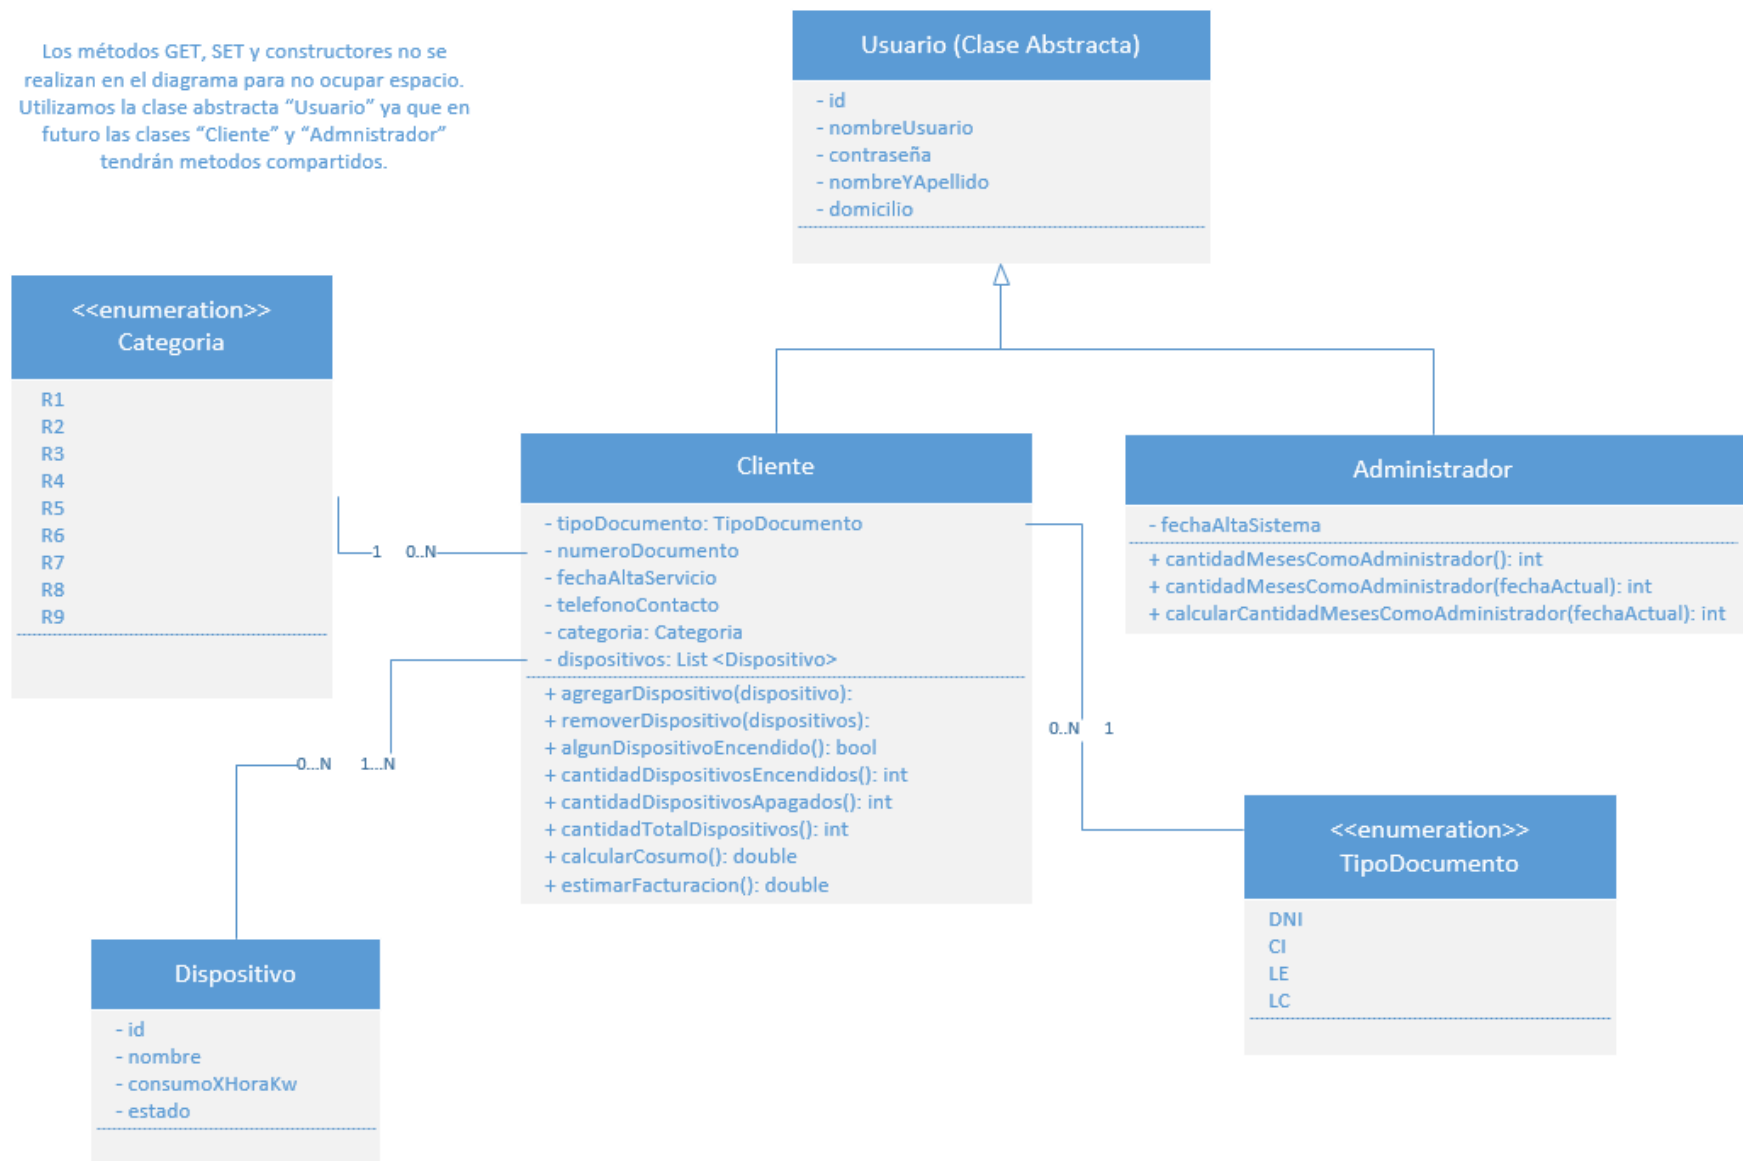 Los métodos GET, SET y constructores no se
realizan en el diagrama para no ocupar espacio.
Utilizamos la clase abstracta “Usuario” ya que en
futuro las clases “Cliente” y “Admnistrador”
tendrán metodos compartidos.
Usuario (Clase Abstracta)
- id
- nombreUsuario
- contraseña
- nombreYApellido
- domicilio
<<enumeration>>
Categoria
R1
R2
R3
R4
R5
R6
R7
R8
R9
1 0..N
Cliente
- tipoDocumento: TipoDocumento
- numeroDocumento
- fechaAltaServicio
- telefonoContacto
- categoria: Categoria
- dispositivos: List <Dispositivo>
+ agregarDispositivo(dispositivo):
+ removerDispositivo(dispositivos):
+ algunDispositivoEncendido(): bool
+ cantidadDispositivosEncendidos(): int
+ cantidadDispositivosApagados(): int
+ cantidadTotalDispositivos(): int
+ calcularCosumo(): double
+ estimarFacturacion(): double
Administrador
- fechaAltaSistema
+ cantidadMesesComoAdministrador(): int
+ cantidadMesesComoAdministrador(fechaActual): int
+ calcularCantidadMesesComoAdministrador(fechaActual): int
0..N 1
0...N 1...N
<<enumeration>>
TipoDocumento
DNI
CI
LE
LC
Dispositivo
- id
- nombre
- consumoXHoraKw
- estado